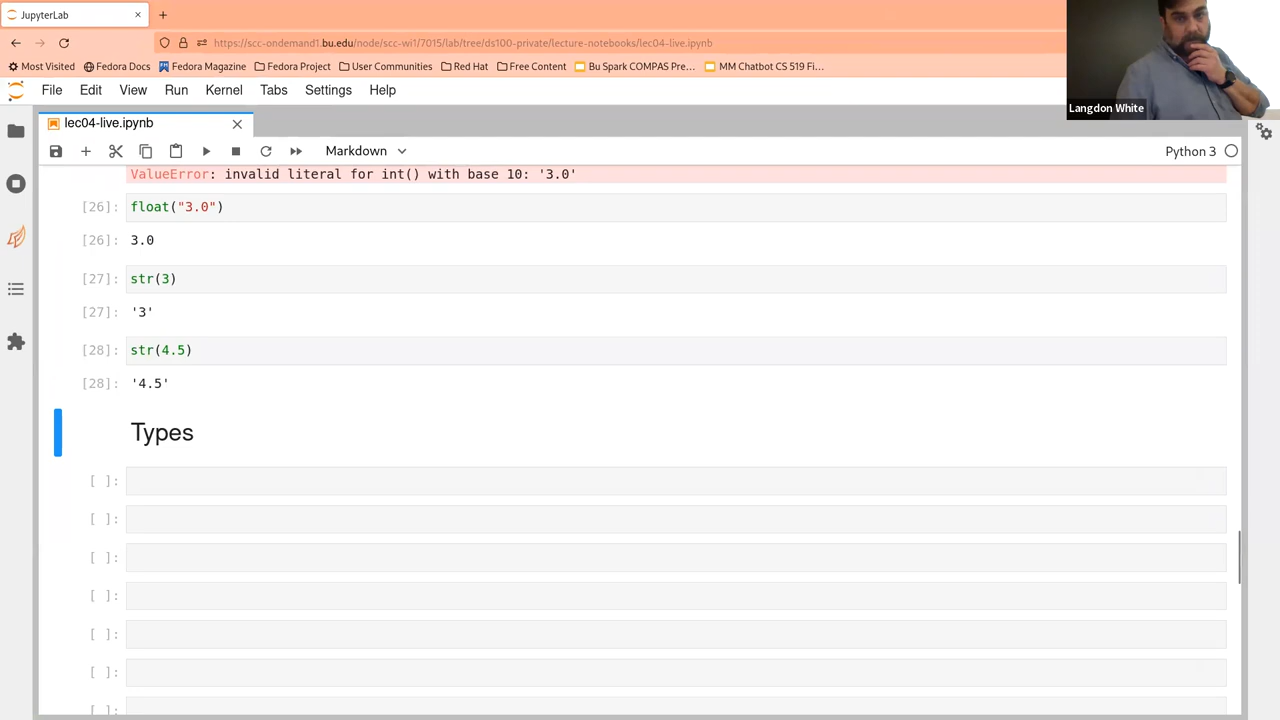 JupyterLab
https://scc-ondemand1.bu.edu/node/scc-wi1/7015/lab/tree/ds100-private/lecture-notebooks/lec04-live.ipynb
Most Visited Fedora Docs Fedora Magazine Fedora Project User Communities Red Hat Free Content Bu Spark COMPAS Pre... MM Chatbot CS 519 Fi...
Langdon White
File Edit View Run Kernel Tabs Settings Help
lec04-live.ipynb
Markdown Python 3
ValueError: invalid literal for int() with base 10: '3.0'
[26]: float("3.0")
[26]: 3.0
[27]: str(3)
[27]: '3'
[28]: str(4.5)
[28]: '4.5'
Types
[ ]:
[ ]:
[ ]:
[ ]:
[ ]:
[ ]:
[ ]: